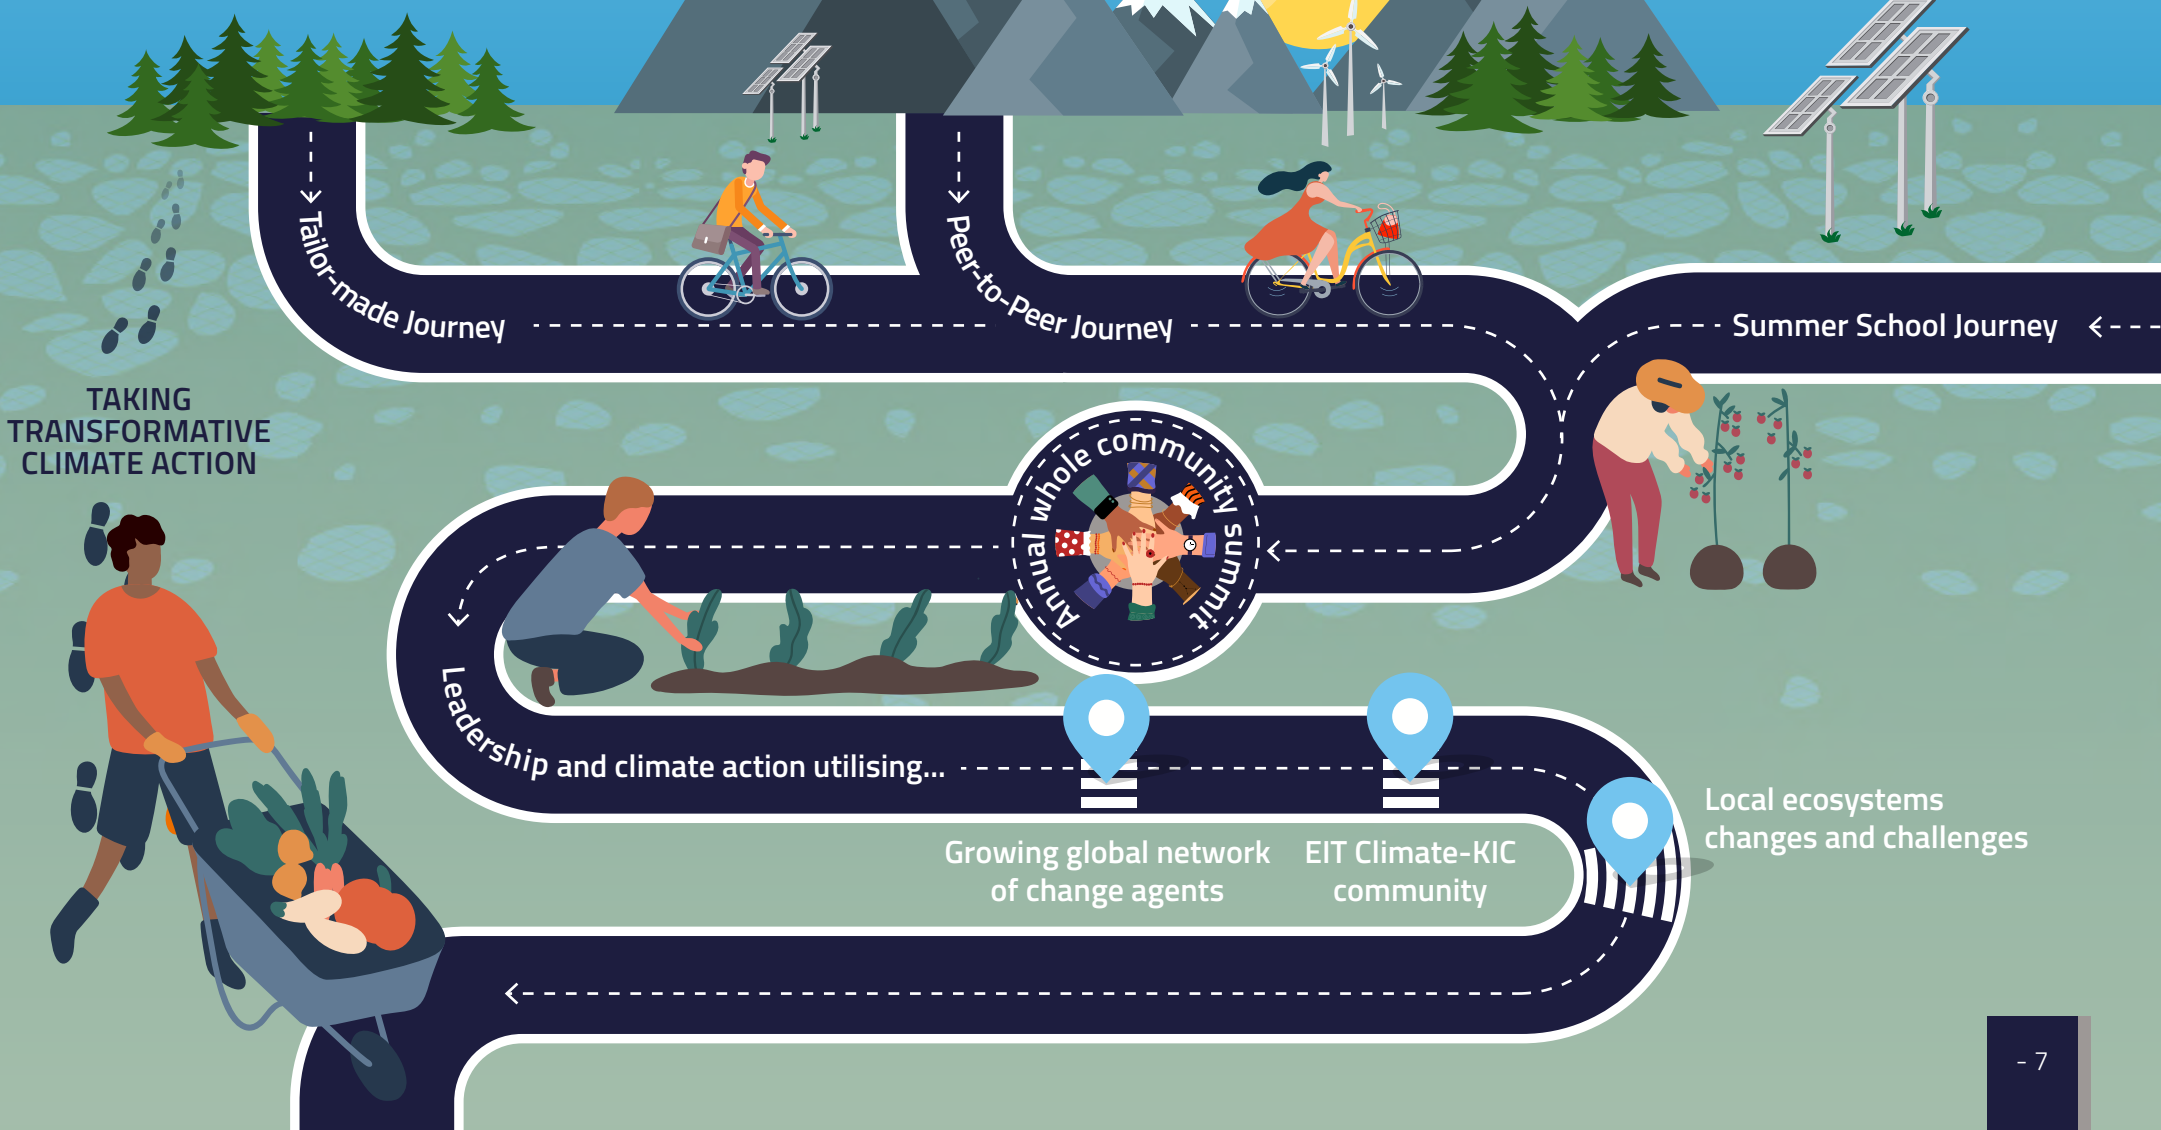 Tailor-made Journey
Peer-to-Peer Journey
Summer School Journey
TAKING
TRANSFORMATIVE
CLIMATE ACTION
Annual whole community summit
Leadership and climate action utilising...
Growing global network
of change agents
EIT Climate-KIC
community
Local ecosystems
changes and challenges
- 7